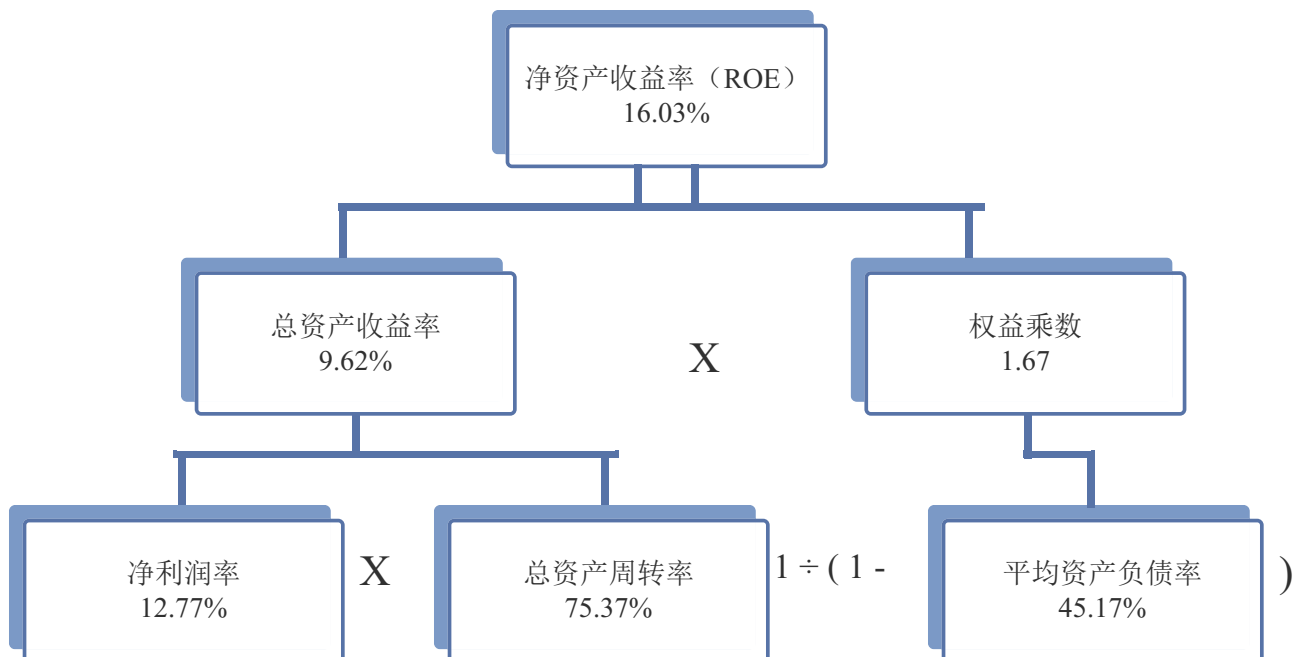 净资产收益率（ROE）
16.03%
总资产收益率
9.62%
X
权益乘数
1.67
净利润率
12.77%
X
总资产周转率
75.37%
1 ÷ ( 1 -
平均资产负债率
45.17%
)